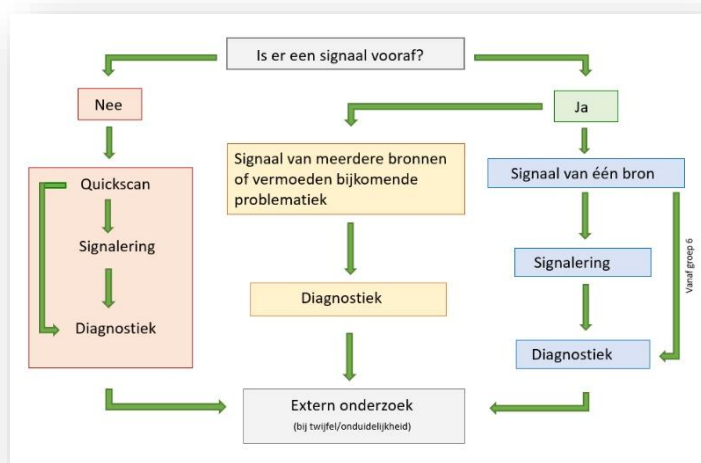 Is er een signaal vooraf?
Nee
Ja
Quickscan
Signalering
Diagnostiek
Signaal van meerdere bronnen
of vermoeden bijkomende
problematiek
Diagnostiek
Signaal van één bron
Vanaf groep 6
Signalering
Diagnostiek
Extern onderzoek
(bij twijfel/onduidelijkheid)